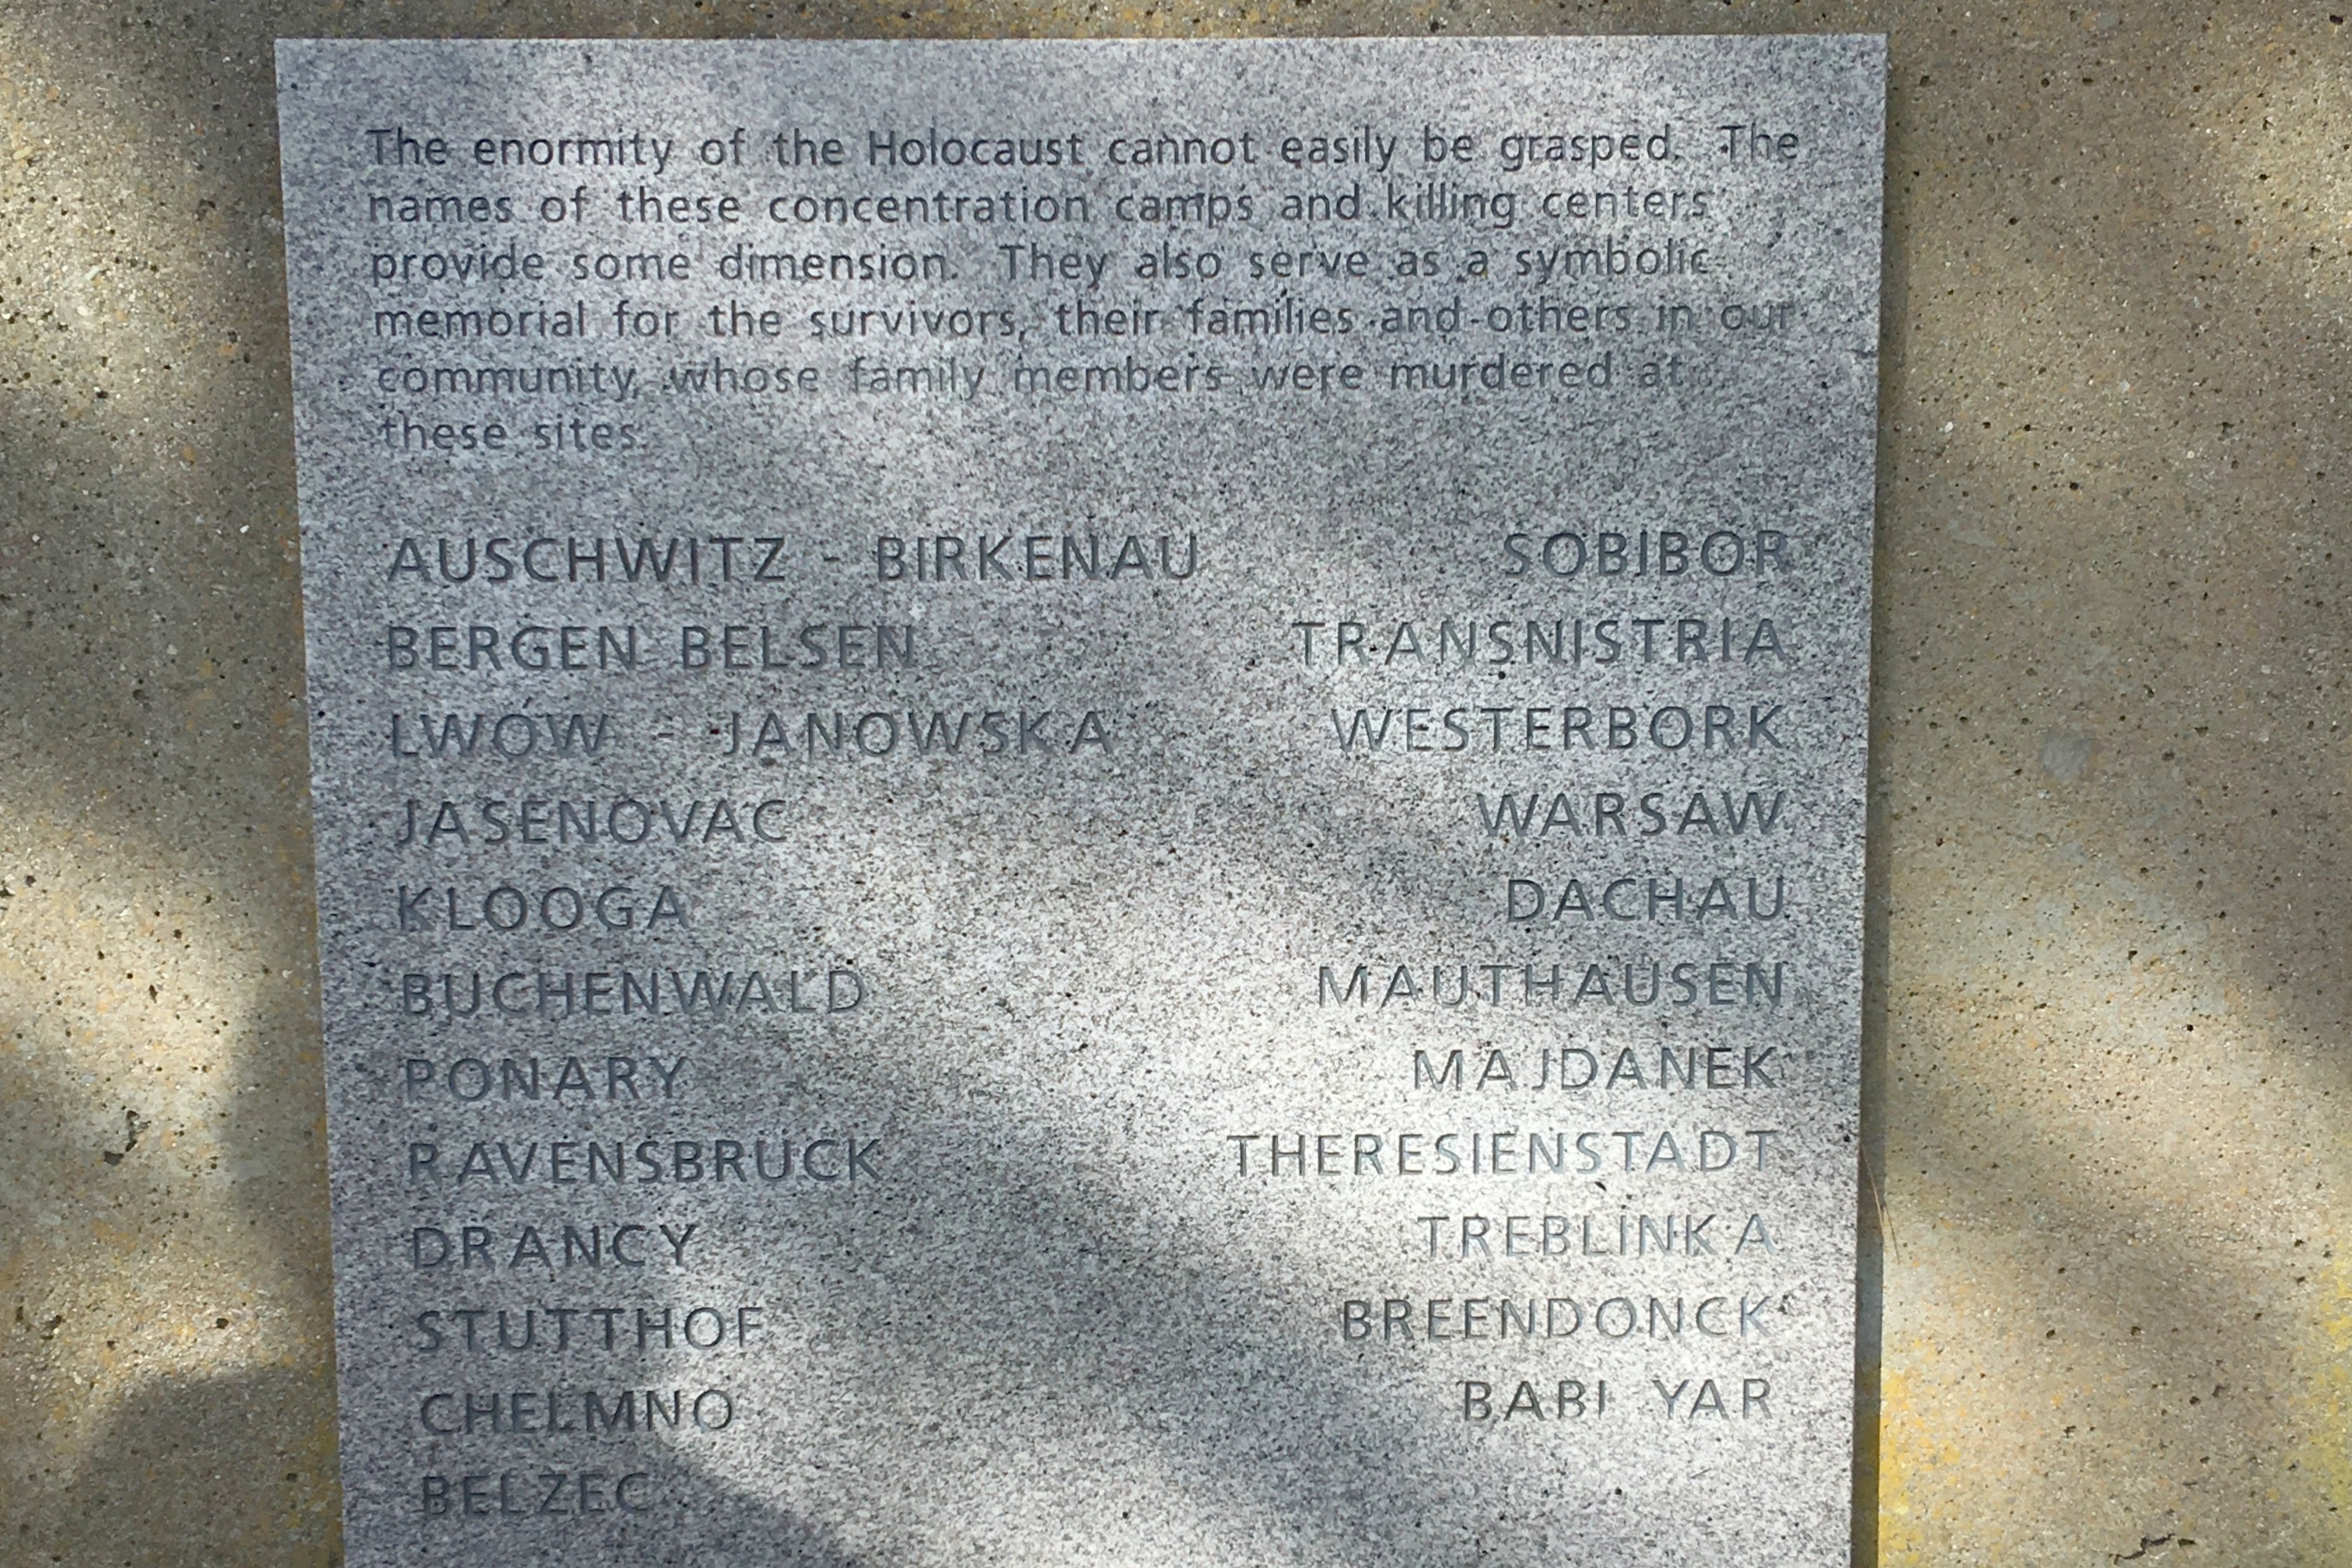 The enormity of the Holocaust cannot easily be grasped. The
names of these concentration camps and killing centers
provide some dimension. They also serve as a symbolic
memorial for the survivors, their families and others in our
community, whose family members were murdered at
these sites.
AUSCHWITZ - BIRKENAU SOBIBOR
BERGEN BELSEN TRANSNISTRIA
LWOW - JANOWSKA WESTERBORK
JASENOVAC WARSAW
KLOOGA DACHAU
BUCHENWALD MAUTHAUSEN
PONARY MAJDANEK
RAVENSBRUCK THERESIENSTADT
DRANCY TREBLINKA
STUTTHOF BREENDONCK
CHELMNO BABI YAR
BELZEC